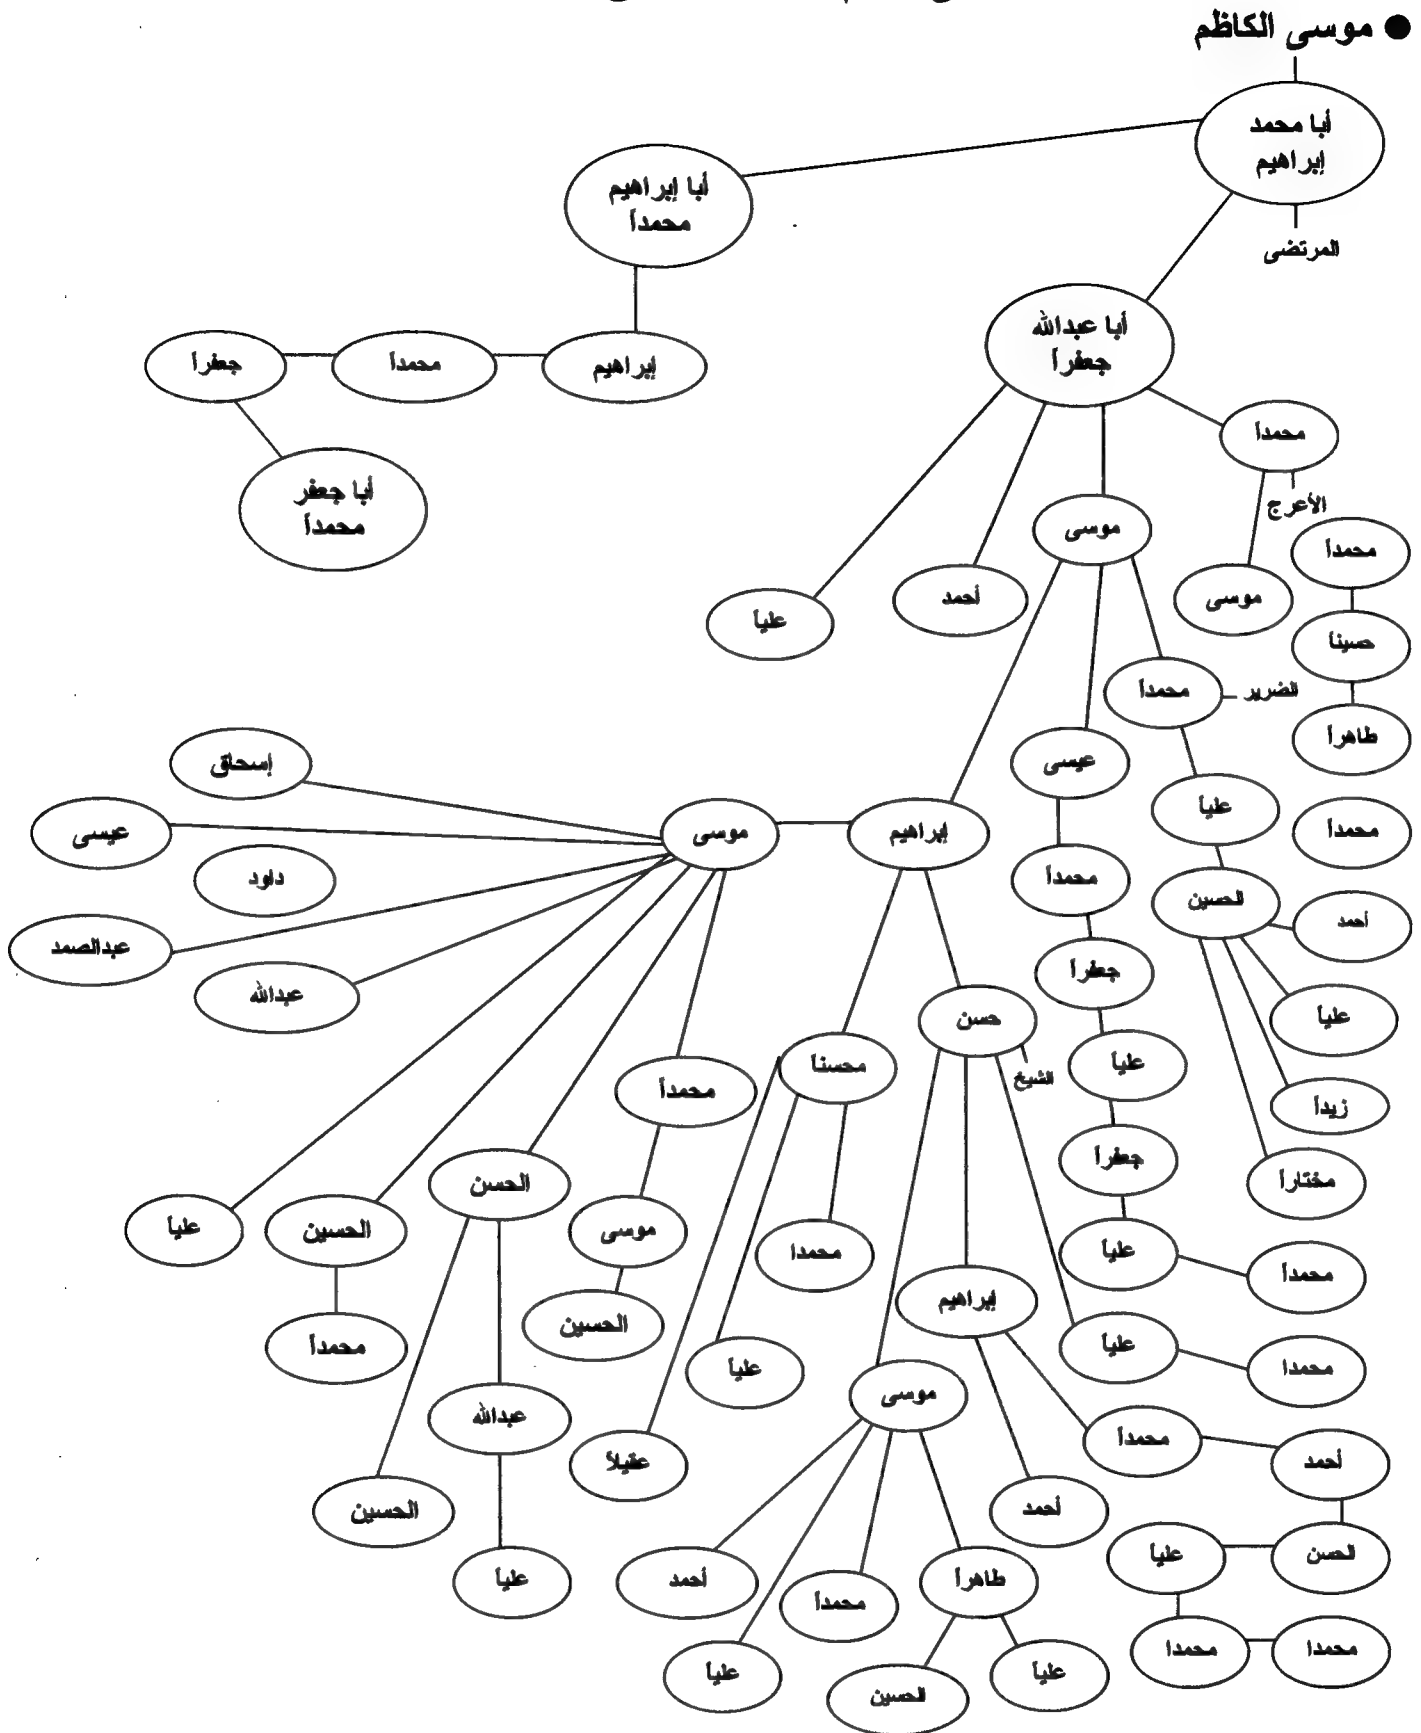 ● موسى الكاظم
أبا محمد
إبراهيم
المرتضى
أبا إبراهيم
محمداً
أبا عبدالله
جعفراً
إبراهيم
محمداً
جعفراً
أبا جعفر
محمداً
محمداً
الأعرج
موسى
موسى
أحمد
علياً
محمداً
حسيناً
طاهراً
محمداً
الضرير
عيسى
علياً
محمداً
إبراهيم
موسى
إسحاق
عيسى
داود
عبدالصمد
عبدالله
محمداً
الحسين
أحمد
علياً
زيداً
مختاراً
جعفراً
علياً
جعفراً
علياً
محمداً
حسن
الشيخ
محسنا
محمداً
موسى
الحسين
الحسن
الحسين
علياً
محمداً
محمدا
علياً
عقيلاً
عبدالله
علياً
الحسين
إبراهيم
علياً
محمدا
موسى
محمداً
أحمد
أحمد
الحسن
علياً
محمدا
محمدا
طاهراً
محمداً
أحمد
علياً
علياً
الحسين